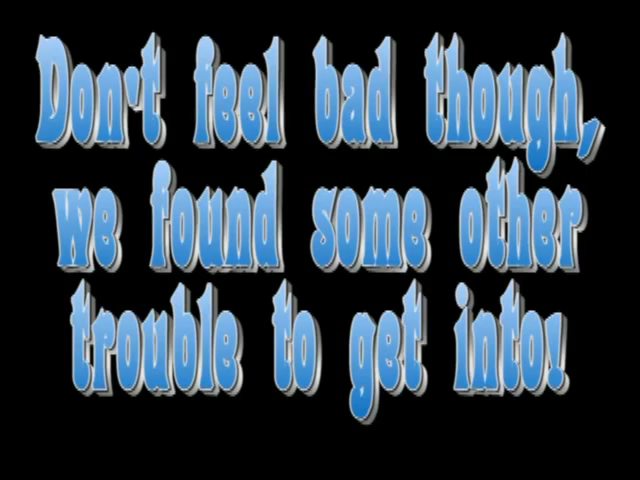 Don't feel bad though,
we found some other
trouble to get into!